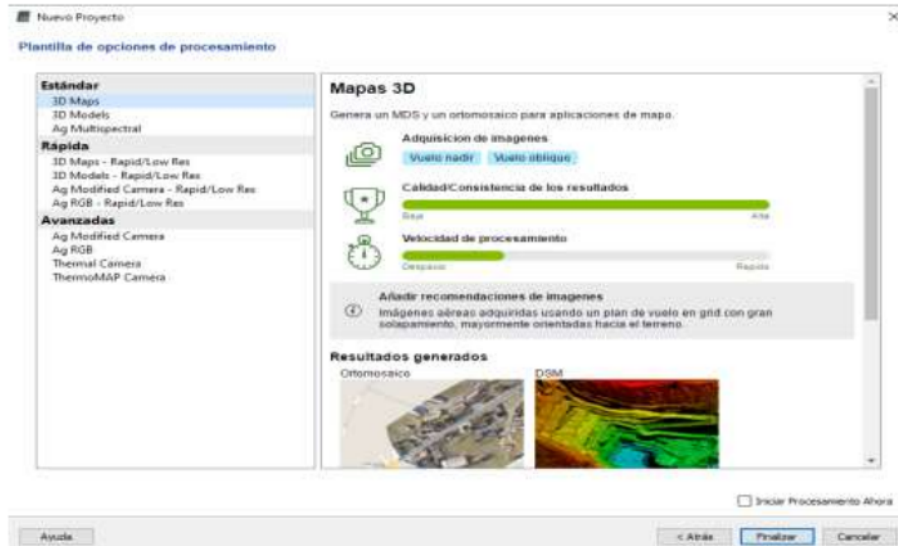 Nuevo Proyecto
Plantilla de opciones de procesamiento
Estándar
3D Maps
3D Models
Ag Multispectral
Rápida
3D Maps - Rapid/Low Res
3D Models - Rapid/Low Res
Ag Modified Camera - Rapid/Low Res
Ag RGB - Rapid/Low Res
Avanzadas
Ag Modified Camera
Ag RGB
Thermal Camera
ThermoMAP Camera
Mapas 3D
Genera un MDS y un ortomosaico para aplicaciones de mapo.
Adquisicion de imagenes
Vuelo nadir Vuelo oblique
Calidad/Consistencia de los resultados
Baja Alta
Velocidad de procesamiento
Despacio Rapida
Añadir recomendaciones de imagenes
Imágenes aéreas adquiridas usando un plan de vuelo en grid con gran
solapamiento, mayormente orientadas hacia el terreno.
Resultados generados
Ortomosaico DSM
Iniciar Procesamiento Ahora
Ayuda < Atrás Finalizar Cancelar